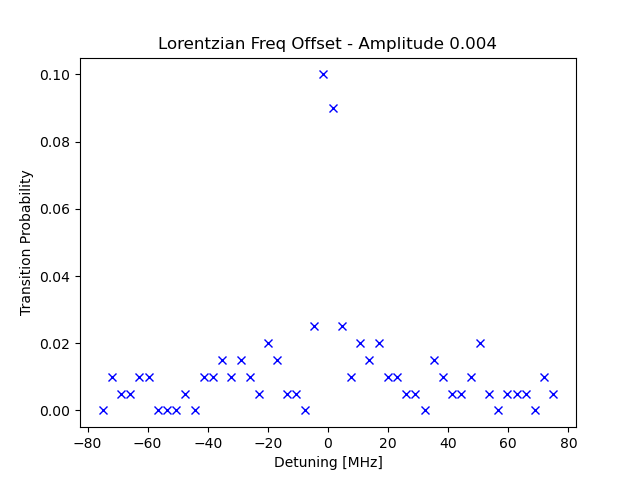 Lorentzian Freq Offset - Amplitude 0.004
0.10
0.08
0.06
0.04
0.02
0.00
Transition Probability
−80 −60 −40 −20 0 20 40 60 80
Detuning [MHz]